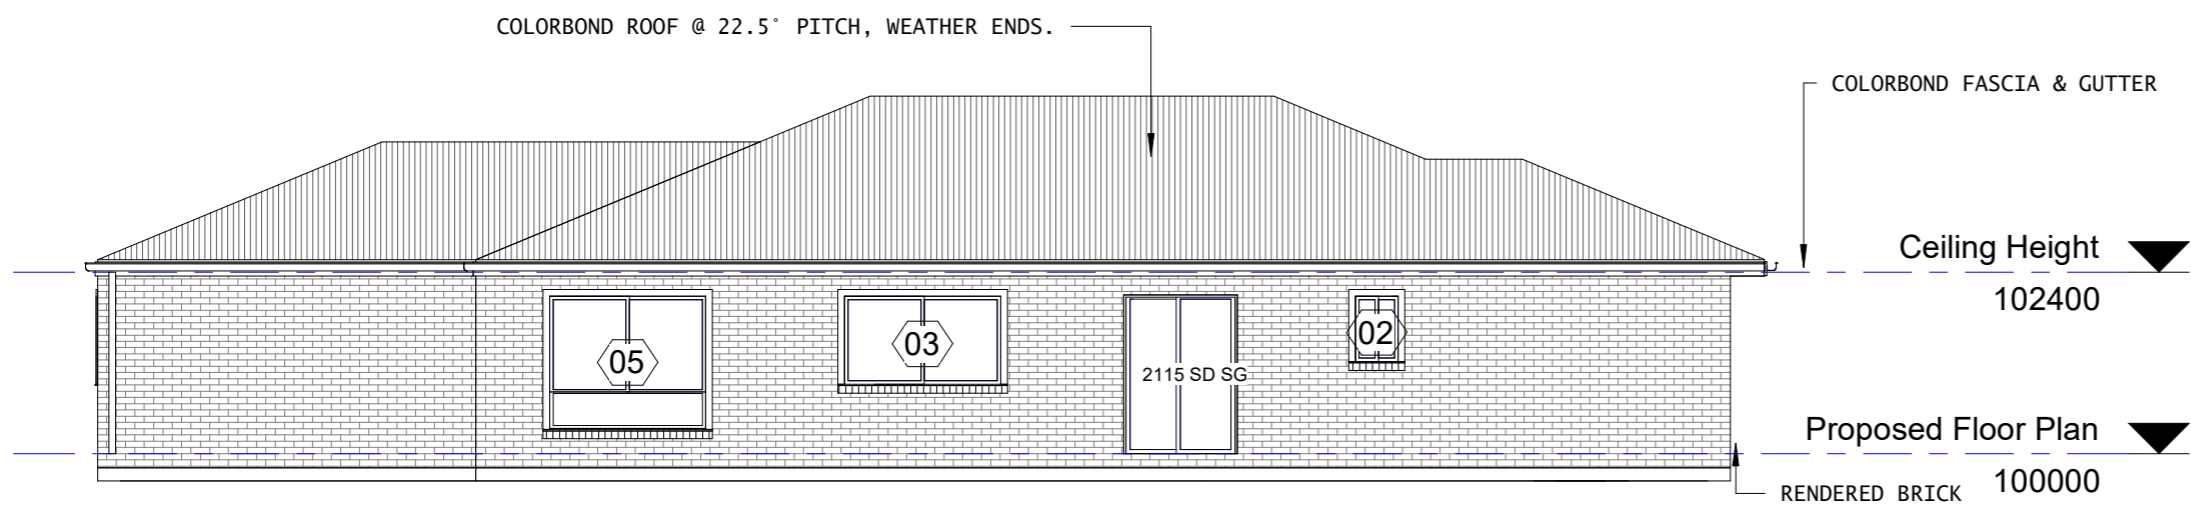 COLORBOND ROOF @ 22.5° PITCH, WEATHER ENDS.
COLORBOND FASCIA & GUTTER
Ceiling Height
102400
05
03
2115 SD SG
02
Proposed Floor Plan
100000
RENDERED BRICK